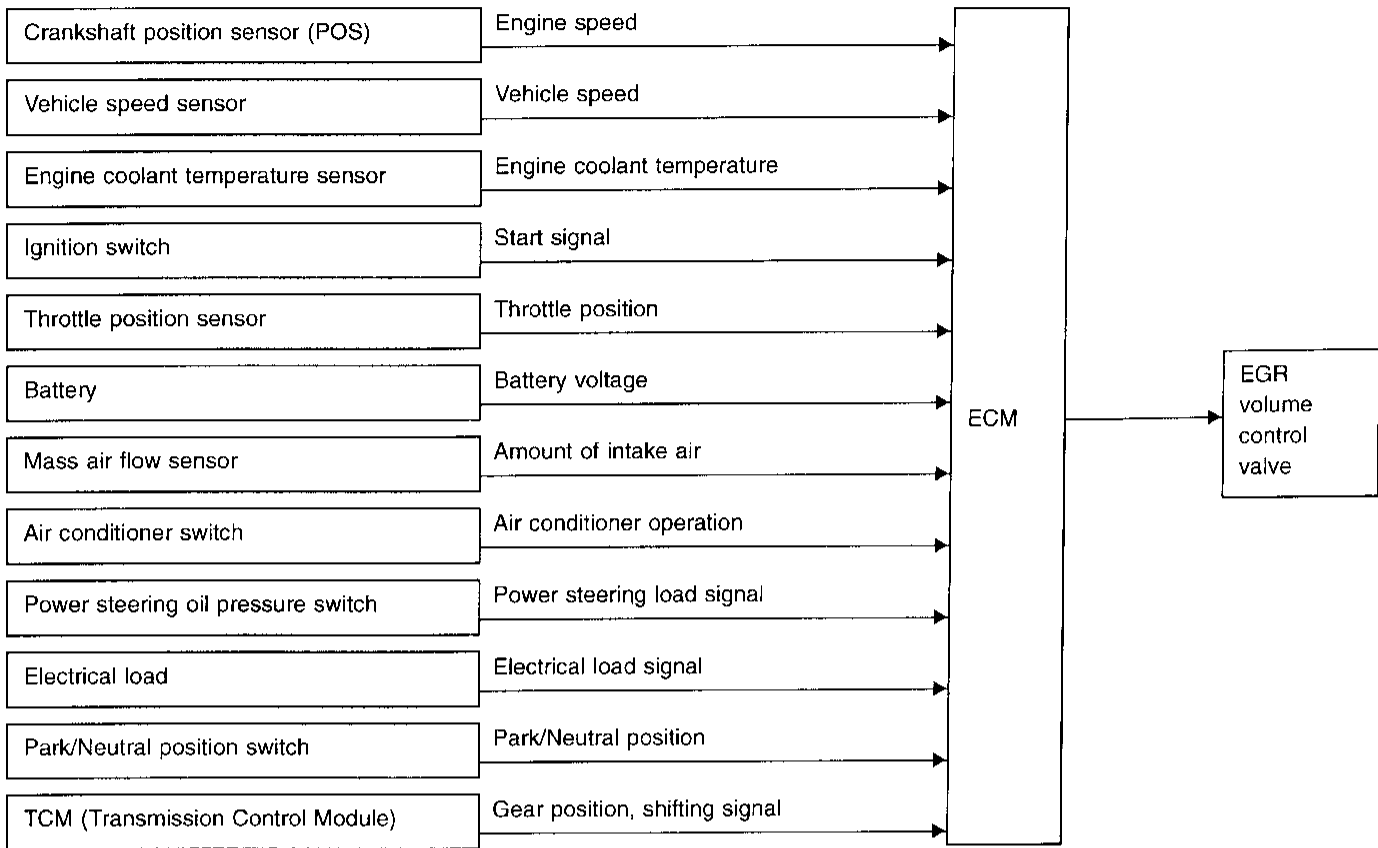 Crankshaft position sensor (POS)
Engine speed
Vehicle speed sensor
Vehicle speed
Engine coolant temperature sensor
Engine coolant temperature
Ignition switch
Start signal
Throttle position sensor
Throttle position
Battery
Battery voltage
Mass air flow sensor
Amount of intake air
Air conditioner switch
Air conditioner operation
Power steering oil pressure switch
Power steering load signal
Electrical load
Electrical load signal
Park/Neutral position switch
Park/Neutral position
TCM (Transmission Control Module)
Gear position, shifting signal
ECM
EGR
volume
control
valve